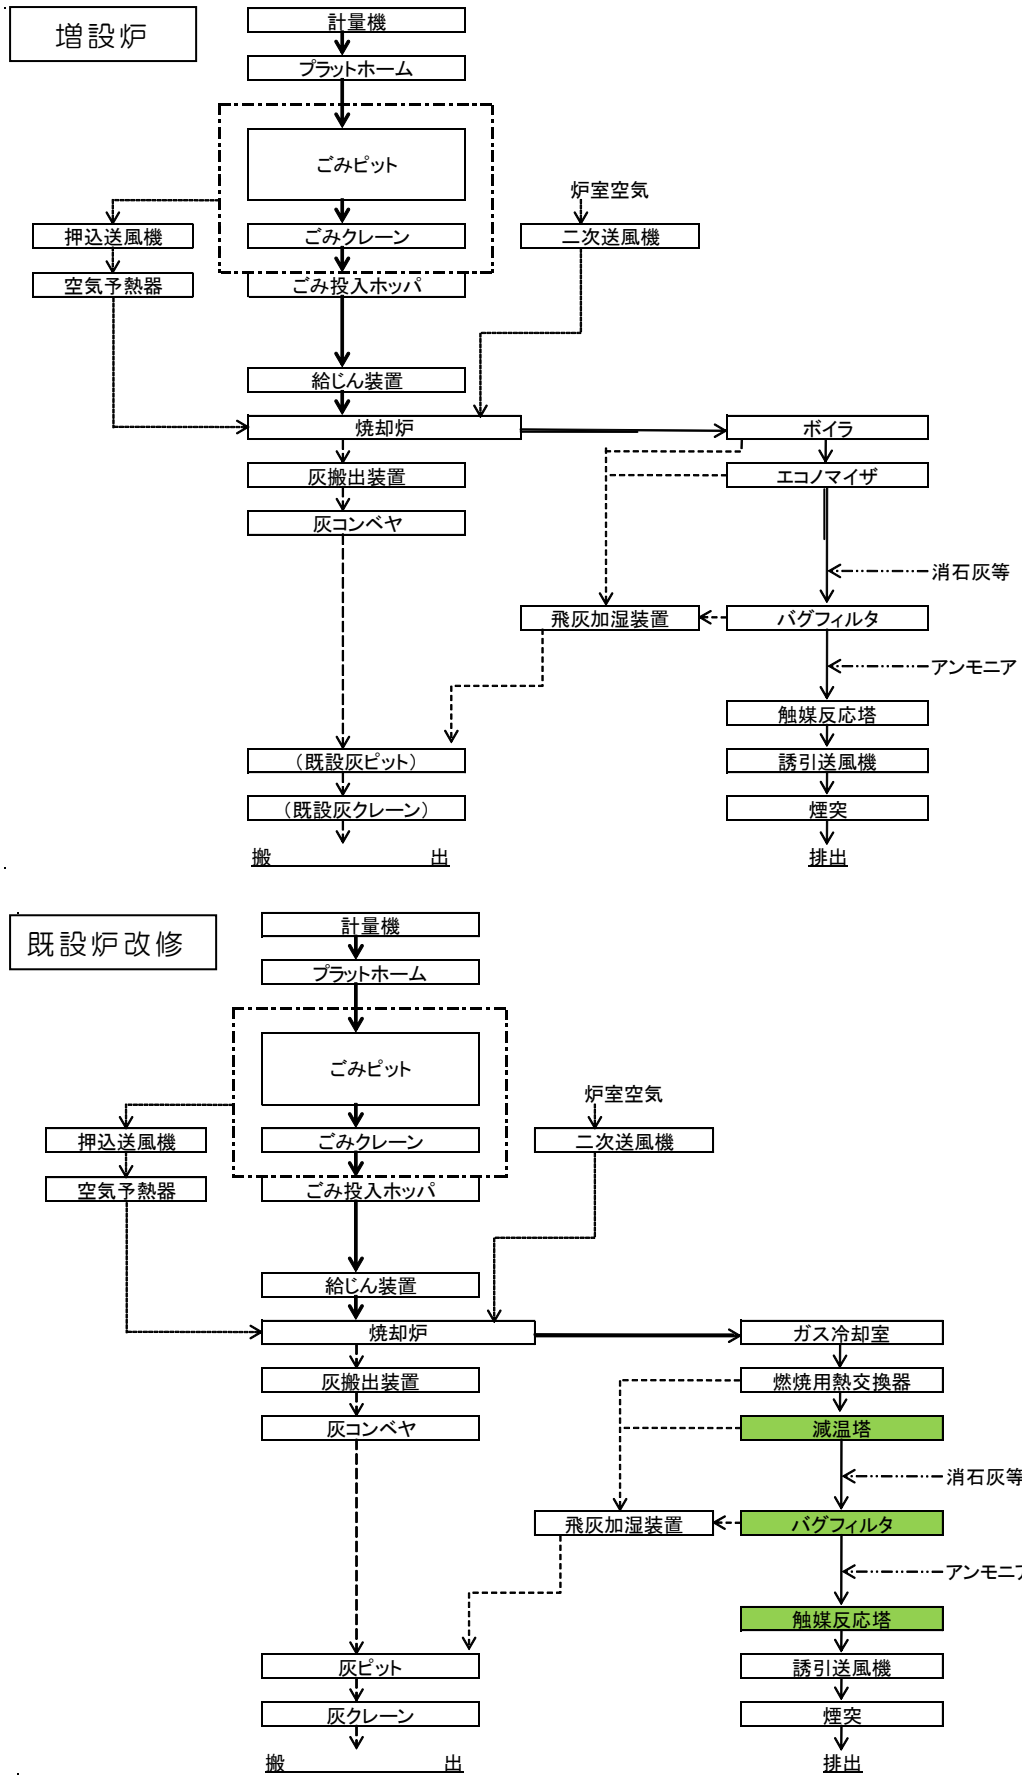 増設炉
計量機
プラットホーム
ごみピット
炉室空気
押込送風機
ごみクレーン
二次送風機
空気予熱器
ごみ投入ホッパ
給じん装置
焼却炉
ボイラ
灰搬出装置
エコノマイザ
灰コンベヤ
消石灰等
飛灰加湿装置
バグフィルタ
アンモニア
触媒反応塔
（既設灰ピット）
誘引送風機
（既設灰クレーン）
煙突
搬出
排出
既設炉改修
計量機
プラットホーム
ごみピット
炉室空気
押込送風機
ごみクレーン
二次送風機
空気予熱器
ごみ投入ホッパ
給じん装置
焼却炉
ガス冷却室
灰搬出装置
燃焼用熱交換器
灰コンベヤ
減温塔
消石灰等
飛灰加湿装置
バグフィルタ
アンモニア
触媒反応塔
灰ピット
誘引送風機
灰クレーン
煙突
搬出
排出